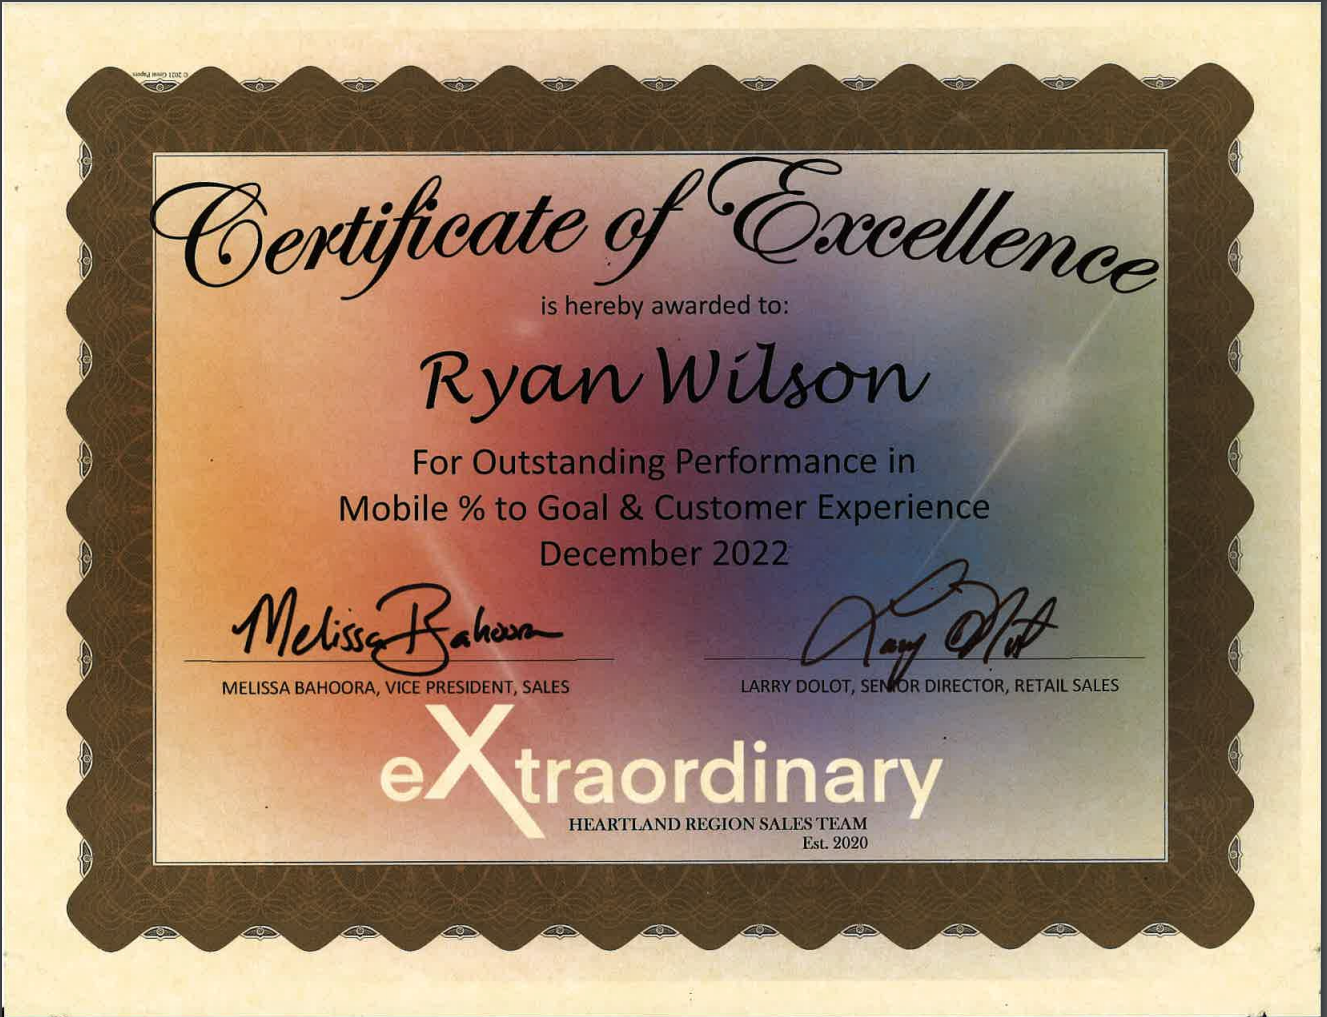 © 2021 Great Papers
Certificate of Excellence
is hereby awarded to:
Ryan Wilson
For Outstanding Performance in
Mobile % to Goal & Customer Experience
December 2022
Melissa Bahoora
MELISSA BAHOORA, VICE PRESIDENT, SALES
LARRY DOLOT, SENIOR DIRECTOR, RETAIL SALES
eXtraordinary
HEARTLAND REGION SALES TEAM
Est. 2020